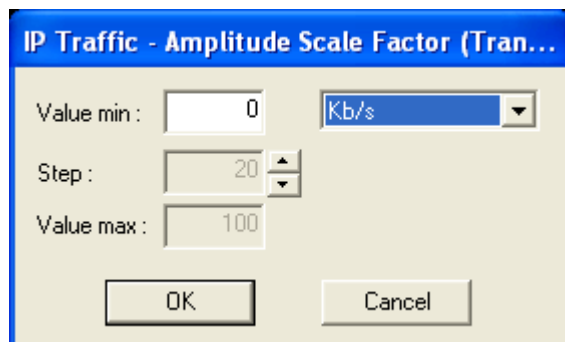 IP Traffic - Amplitude Scale Factor (Tran...
Value min : 0 Kb/s
Step : 20
Value max : 100
OK Cancel